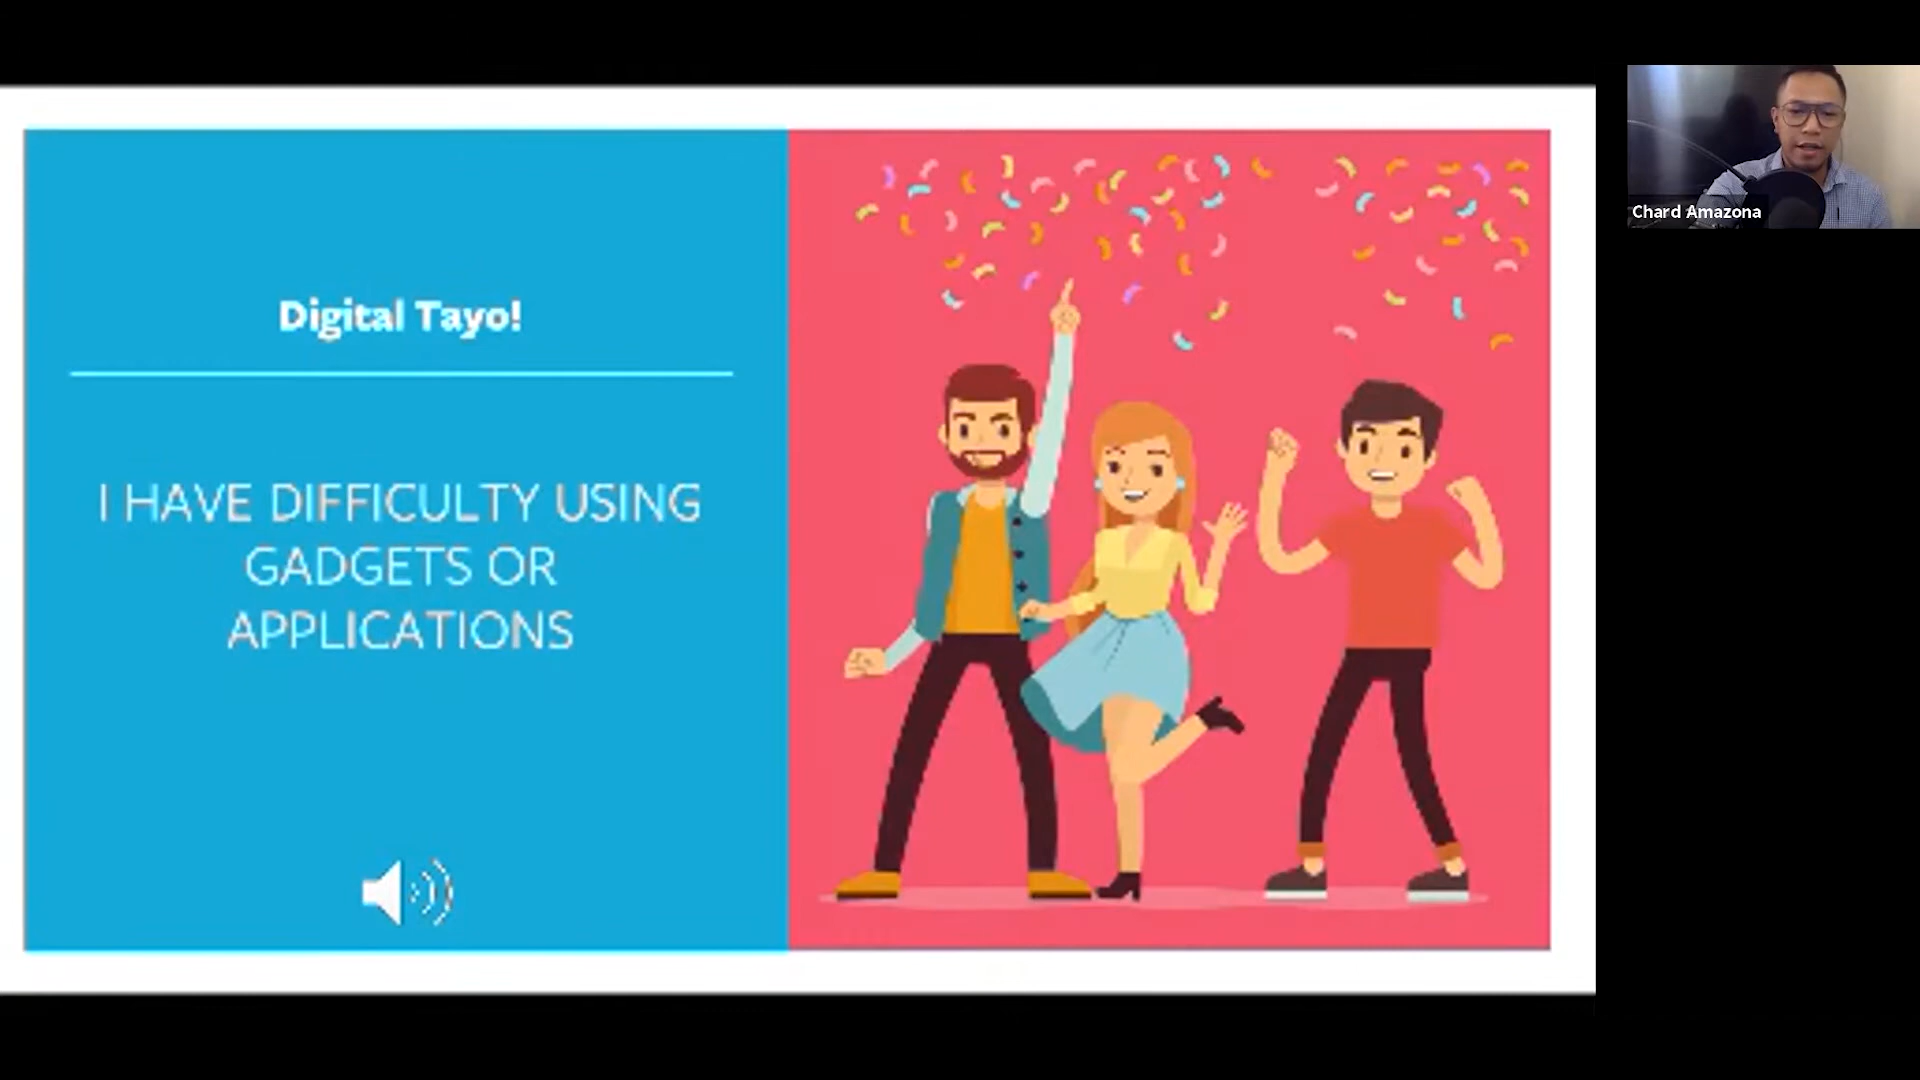 Digital Tayo!
I HAVE DIFFICULTY USING
GADGETS OR
APPLICATIONS
Chard Amazona